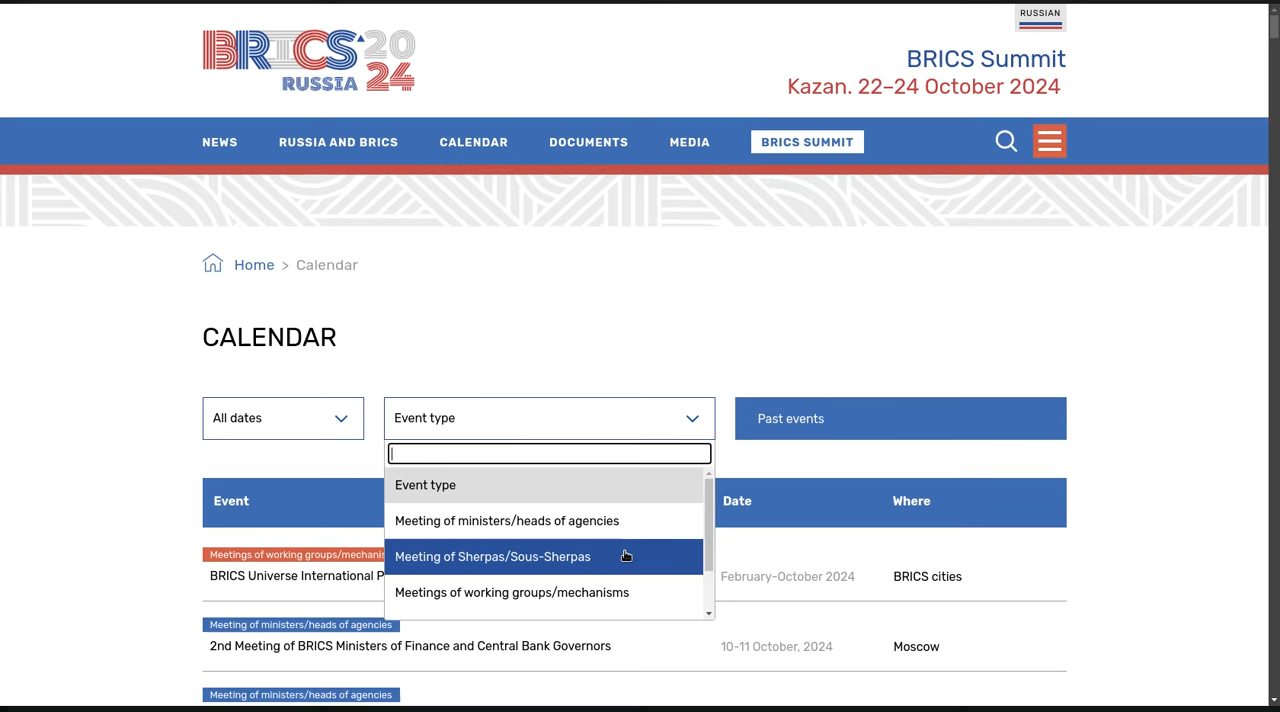 RUSSIAN
BRICS 20
RUSSIA 24
BRICS Summit
Kazan. 22–24 October 2024
NEWS RUSSIA AND BRICS CALENDAR DOCUMENTS MEDIA BRICS SUMMIT
Home > Calendar
CALENDAR
All dates Event type Past events
Event type
Meeting of ministers/heads of agencies
Meeting of Sherpas/Sous-Sherpas
Meetings of working groups/mechanisms
Event Date Where
Meetings of working groups/mechanis
BRICS Universe International P February-October 2024 BRICS cities
Meeting of ministers/heads of agencies
2nd Meeting of BRICS Ministers of Finance and Central Bank Governors 10-11 October, 2024 Moscow
Meeting of ministers/heads of agencies